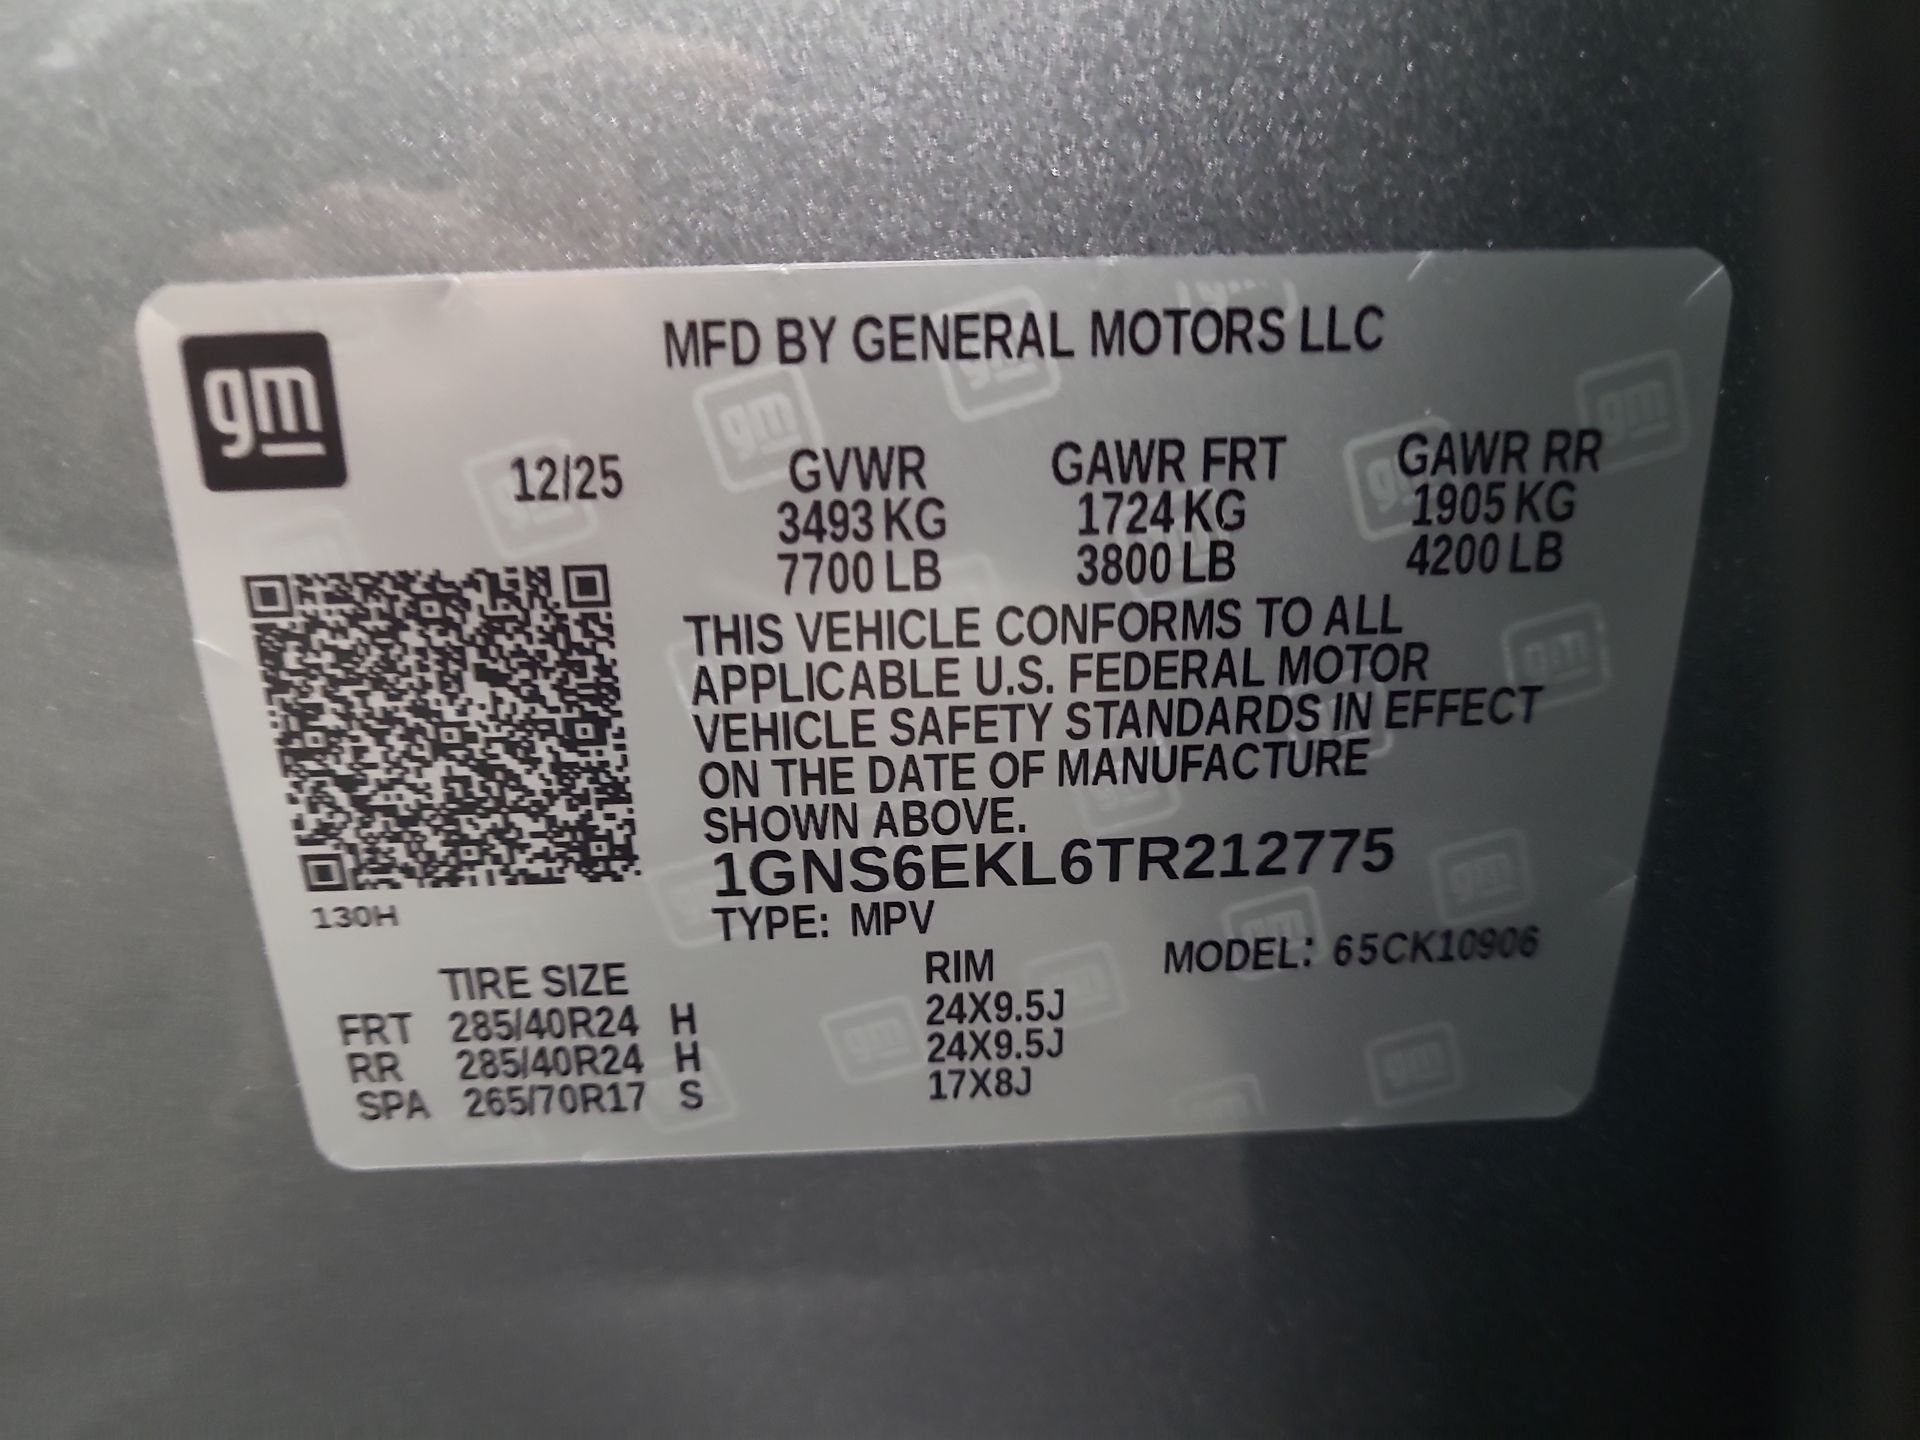 gm
MFD BY GENERAL MOTORS LLC
12/25
GVWR GAWR FRT GAWR RR
3493 KG 1724 KG 1905 KG
7700 LB 3800 LB 4200 LB
THIS VEHICLE CONFORMS TO ALL
APPLICABLE U.S. FEDERAL MOTOR
VEHICLE SAFETY STANDARDS IN EFFECT
ON THE DATE OF MANUFACTURE
SHOWN ABOVE.
1GNS6EKL6TR212775
130H
TYPE: MPV
MODEL: 65CK10906
TIRE SIZE RIM
FRT 285/40R24 H 24X9.5J
RR 285/40R24 H 24X9.5J
SPA 265/70R17 S 17X8J